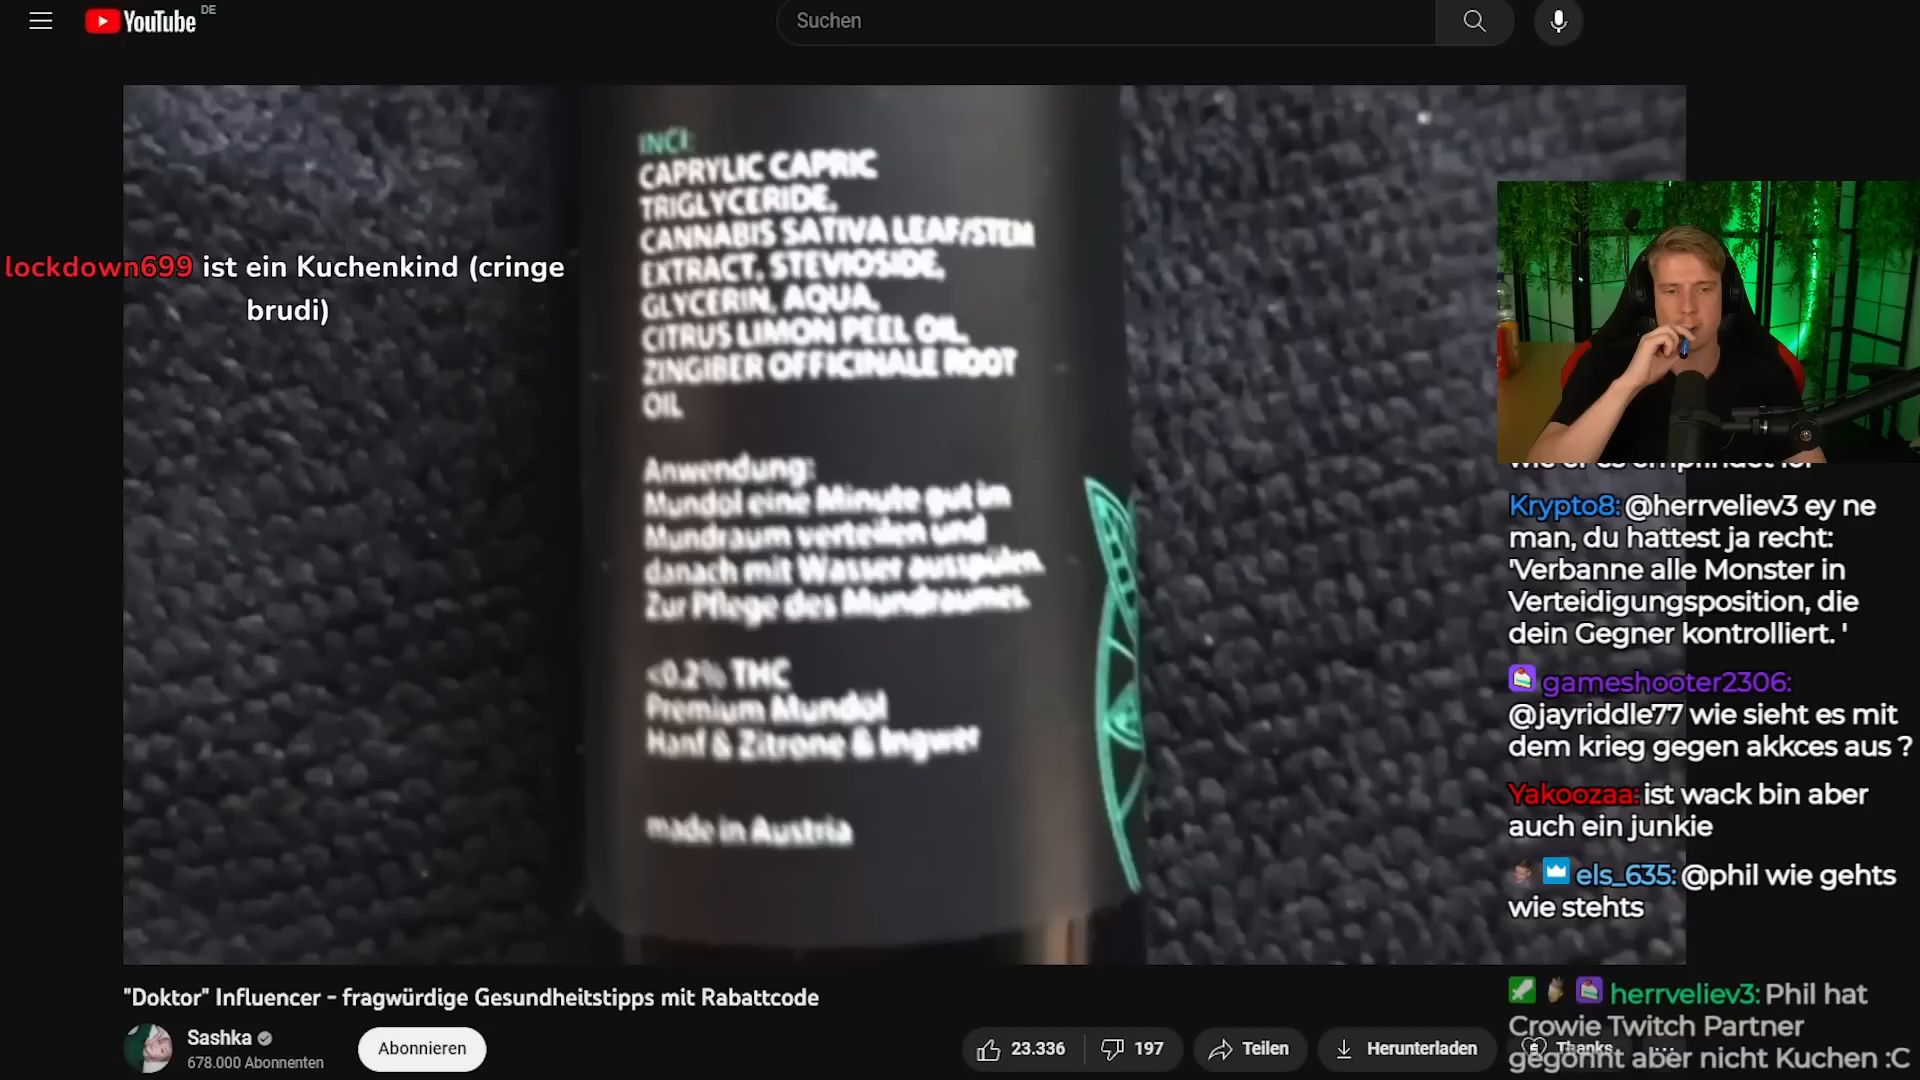 YouTube DE
Suchen
INCI:
CAPRYLIC CAPRIC
TRIGLYCERIDE,
CANNABIS SATIVA LEAF/STEM
EXTRACT, STEVIOSIDE,
GLYCERIN, AQUA,
CITRUS LIMON PEEL OIL,
ZINGIBER OFFICINALE ROOT
OIL
Anwendung:
Mundöl eine Minute gut im
Mundraum verteilen und
danach mit Wasser ausspülen.
Zur Pflege des Mundraumes.
<0.2% THC
Premium Mundöl
Hanf & Zitrone & Ingwer
made in Austria
lockdown699 ist ein Kuchenkind (cringe
brudi)
wie er es empfindet lol
Krypto8: @herrveliev3 ey ne
man, du hattest ja recht:
'Verbanne alle Monster in
Verteidigungsposition, die
dein Gegner kontrolliert. '
gameshooter2306:
@jayriddle77 wie sieht es mit
dem krieg gegen akkces aus ?
Yakoozaa: ist wack bin aber
auch ein junkie
els_635: @phil wie gehts
wie stehts
herrveliev3: Phil hat
Crowie Twitch Partner
gegönnt aber nicht Kuchen :C
"Doktor" Influencer - fragwürdige Gesundheitstipps mit Rabattcode
Sashka
678.000 Abonnenten
Abonnieren
23.336
197
Teilen
Herunterladen
Thanks